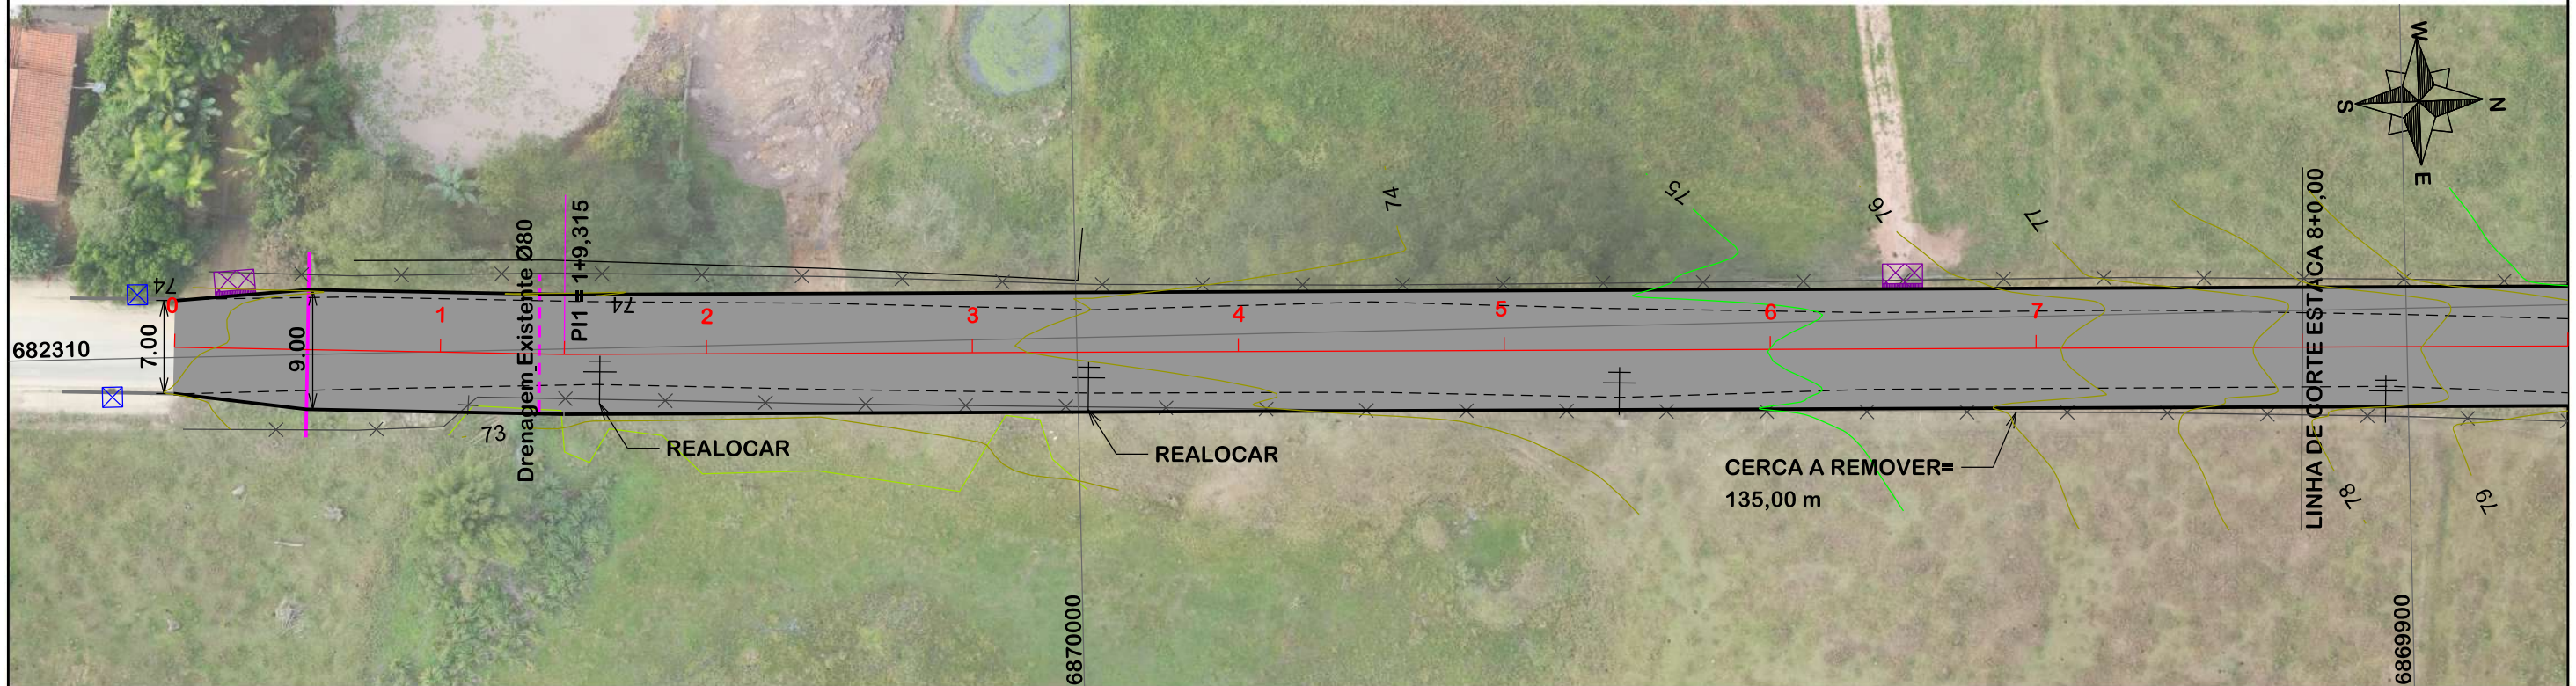 W
S
N
E
74
0
7.00
9.00
682310
Drenagem Existente Ø80
PI1 = 1+9,315
74
1
2
3
4
5
6
7
74
75
76
77
73
REALOCAR
REALOCAR
CERCA A REMOVER=
135,00 m
LINHA DE CORTE ESTACA 8+0,00
78
79
6870000
6869900